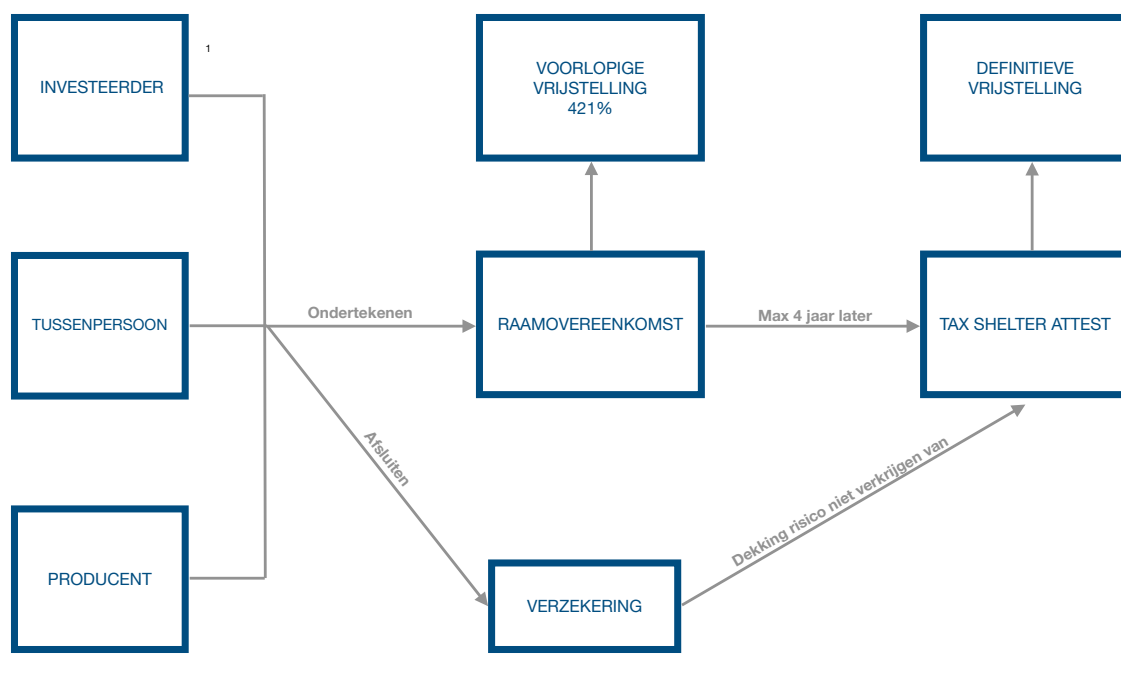 INVESTEERDER
1
VOORLOPIGE
VRIJSTELLING
421%
DEFINITIEVE
VRIJSTELLING
TUSSENPERSOON
Ondertekenen
RAAMOVEREENKOMST
Max 4 jaar later
TAX SHELTER ATTEST
Afsluiten
Dekking risico niet verkrijgen van
PRODUCENT
VERZEKERING